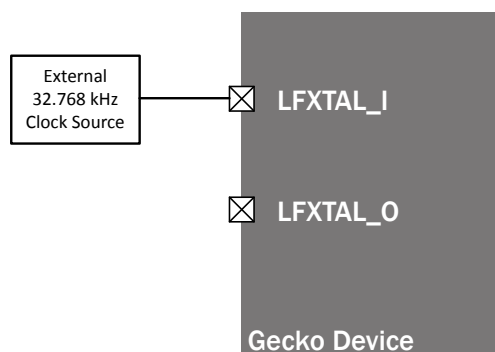 External
32.768 kHz
Clock Source
LFXTAL_I
LFXTAL_O
Gecko Device